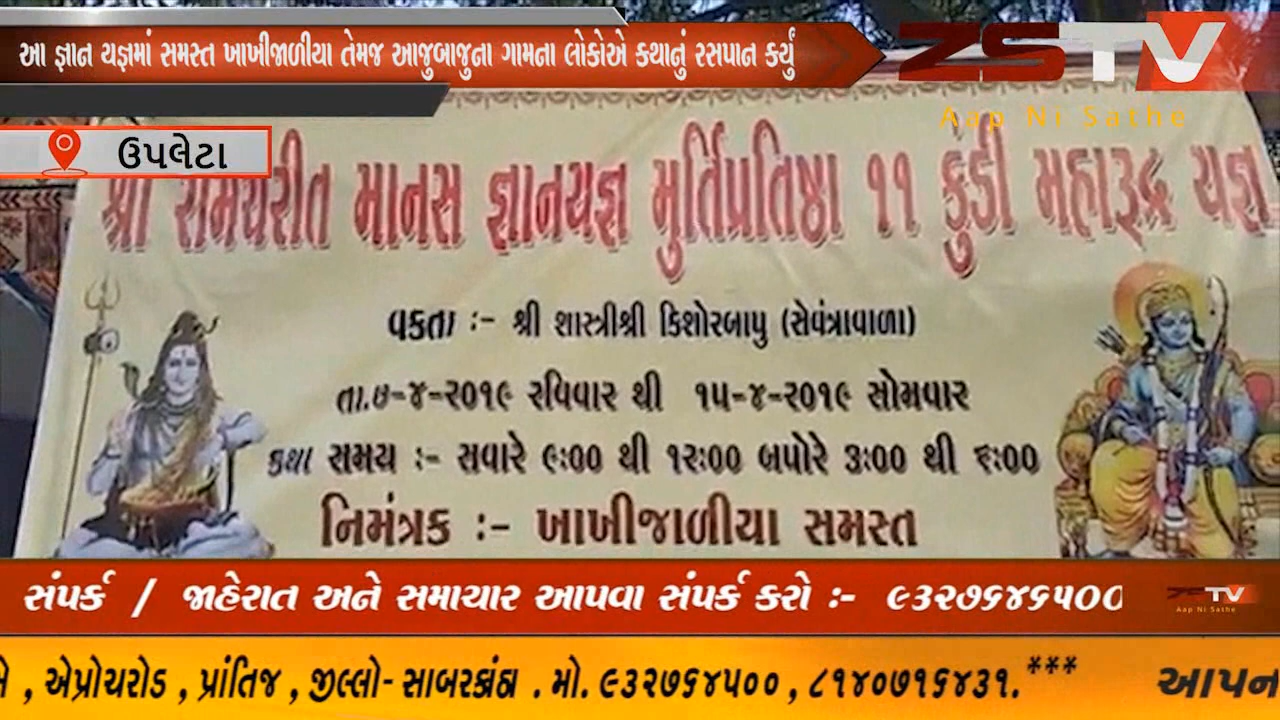 આ જ્ઞાન યજ્ઞમાં સમસ્ત ખાખીજાળીયા તેમજ આજુબાજુના ગામના લોકોએ કથાનું રસપાન કર્યું
ZSTV
Aap Ni Sathe
ઉપલેટા
શ્રી રામચરીત માનસ જ્ઞાનયજ્ઞ મુર્તિપ્રતિષ્ઠા ૧૧ કુંડી મહારૂદ્ર યજ્ઞ
વકતા :- શ્રી શાસ્ત્રીશ્રી કિશોરબાપુ (સેવંત્રાવાળા)
તા.૭-૪-૨૦૧૯ રવિવાર થી ૧૫-૪-૨૦૧૯ સોમવાર
કથા સમય :- સવારે ૯:૦૦ થી ૧૨:૦૦ બપોરે ૩:૦૦ થી ૬:૦૦
નિમંત્રક :- ખાખીજાળીયા સમસ્ત
સંપર્ક / જાહેરાત અને સમાચાર આપવા સંપર્ક કરો :- ૯૩૨૭૬૪૬૫૦૦
ZSTV
Aap Ni Sathe
, એપ્રોચરોડ , પ્રાંતિજ , જીલ્લો- સાબરકાંઠા . મો. ૯૩૨૭૬૪૫૦૦ , ૮૧૪૦૭૧૬૪૩૧. *** આપન